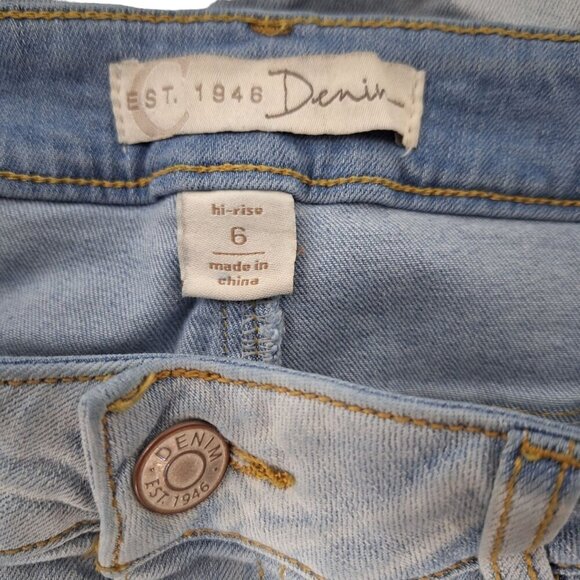 C
EST. 1946 Denim
hi-rise
6
made in
china
DENIM
EST. 1946